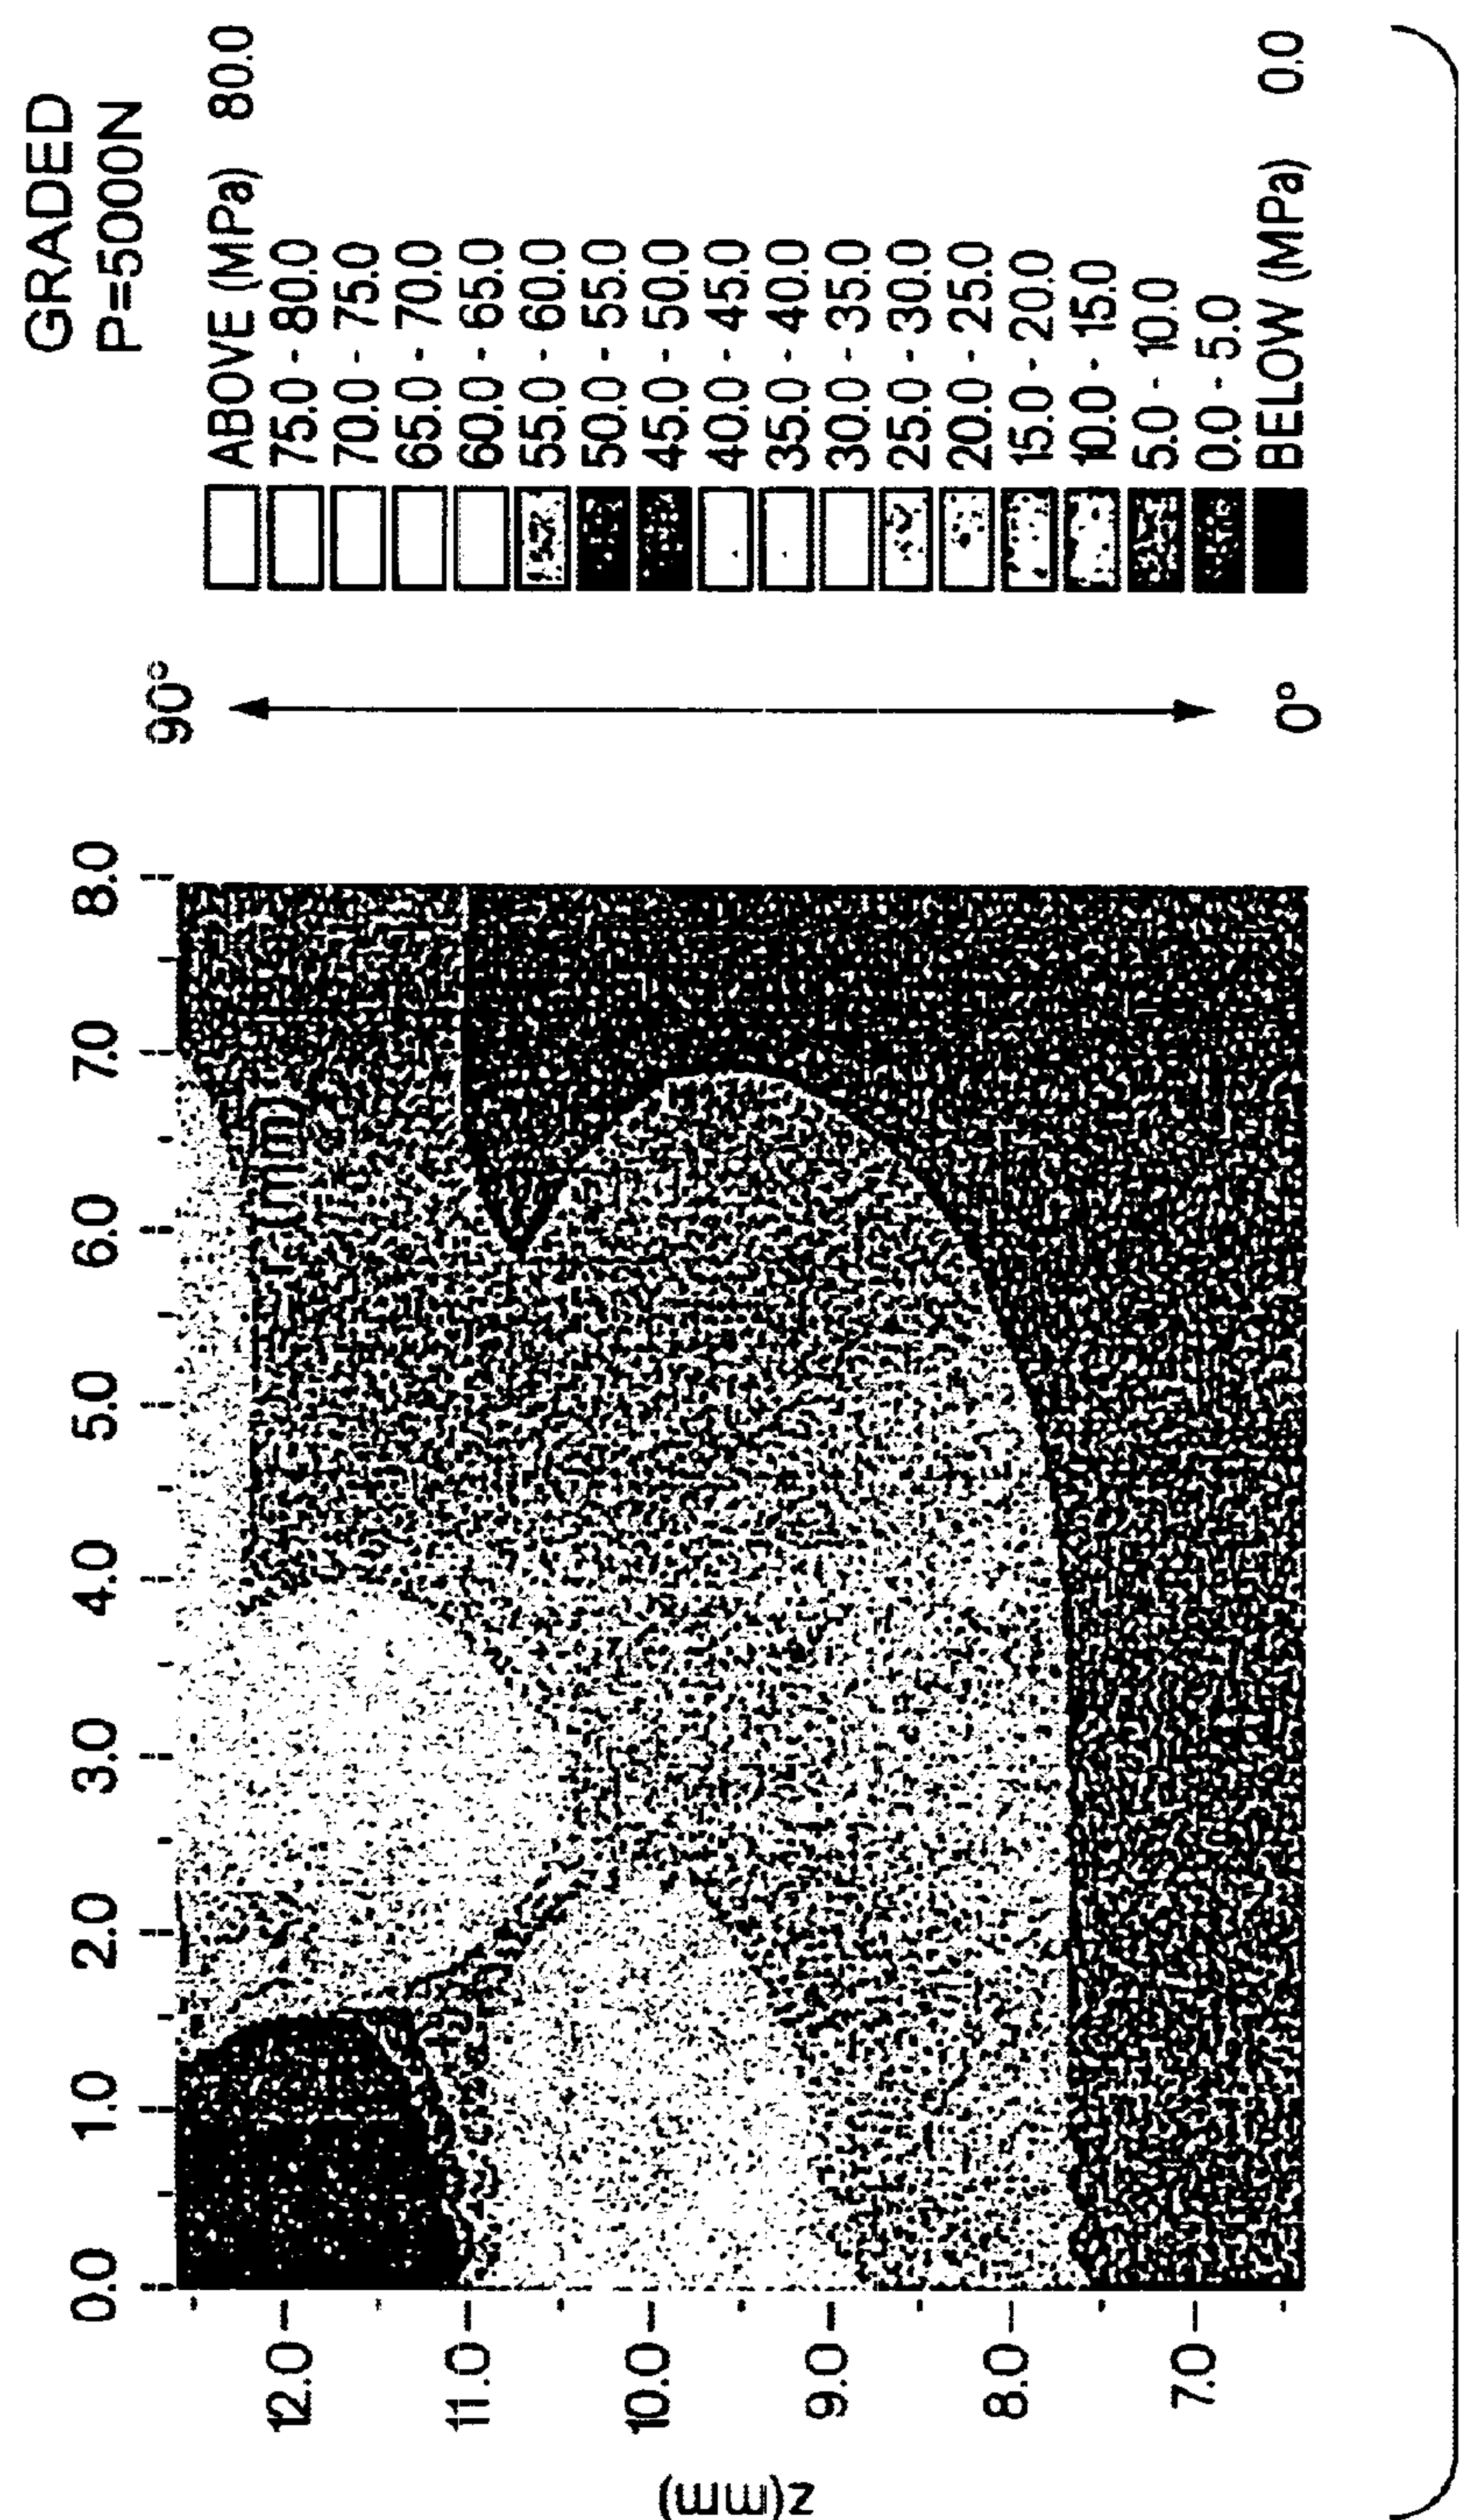 GRADED
P=5000N
0.0 1.0 2.0 3.0 4.0 5.0 6.0 7.0 8.0
r(mm)
12.0
11.0
10.0
9.0
8.0
7.0
z(mm)
90°
0°
ABOVE (MPa) 80.0
75.0 - 80.0
70.0 - 75.0
65.0 - 70.0
60.0 - 65.0
55.0 - 60.0
50.0 - 55.0
45.0 - 50.0
40.0 - 45.0
35.0 - 40.0
30.0 - 35.0
25.0 - 30.0
20.0 - 25.0
15.0 - 20.0
10.0 - 15.0
5.0 - 10.0
0.0 - 5.0
BELOW (MPa) 0.0